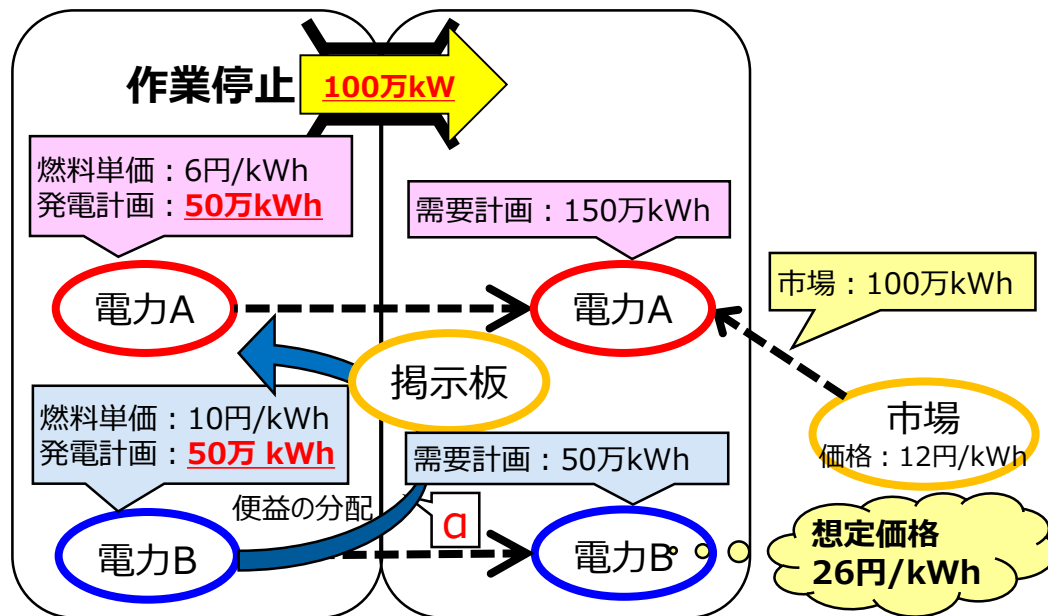 作業停止
100万kW
燃料単価：6円/kWh
発電計画：50万kWh
需要計画：150万kWh
電力A
電力A
市場：100万kWh
掲示板
燃料単価：10円/kWh
発電計画：50万 kWh
需要計画：50万kWh
市場
価格：12円/kWh
便益の分配
α
電力B
電力B
想定価格
26円/kWh